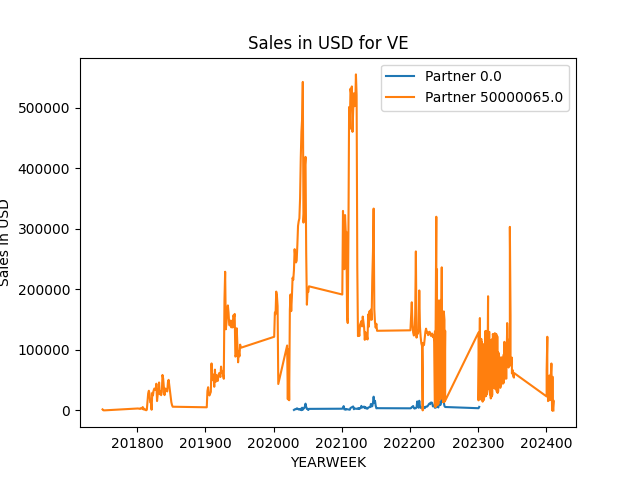 Sales in USD for VE
Partner 0.0
Partner 50000065.0
500000
400000
300000
200000
100000
0
Sales in USD
201800
201900
202000
202100
202200
202300
202400
YEARWEEK